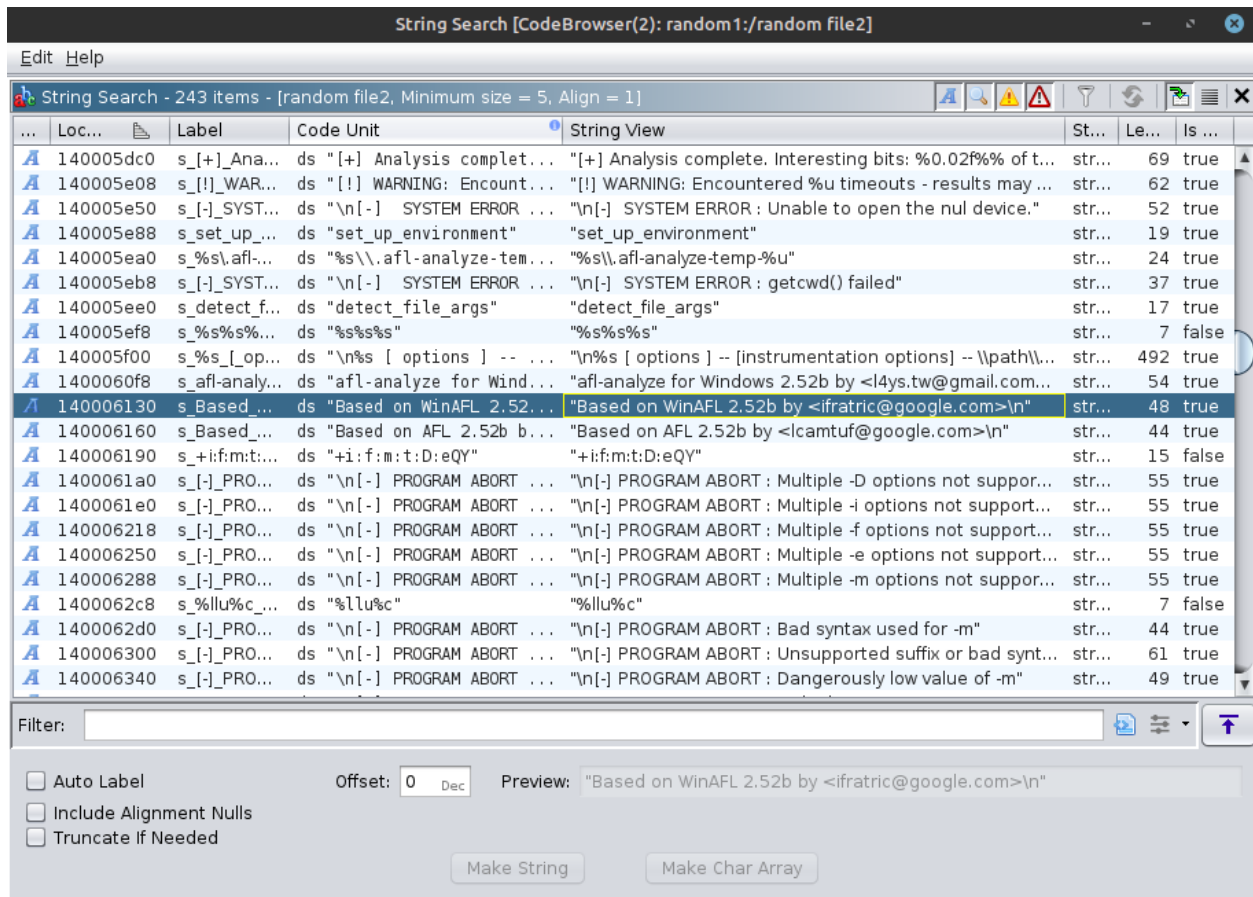 String Search [CodeBrowser(2): random1:/random file2]
Edit Help
String Search - 243 items - [random file2, Minimum size = 5, Align = 1]
... Loc... Label Code Unit String View St... Le... Is ...
A 140005dc0 s_[+]_Ana... ds "[+] Analysis complet... "[+] Analysis complete. Interesting bits: %0.02f%% of t... str... 69 true
A 140005e08 s_[!]_WAR... ds "[!] WARNING: Encount... "[!] WARNING: Encountered %u timeouts - results may ... str... 62 true
A 140005e50 s_[-]_SYST... ds "\n[-]  SYSTEM ERROR ... "\n[-]  SYSTEM ERROR : Unable to open the nul device." str... 52 true
A 140005e88 s_set_up_... ds "set_up_environment" "set_up_environment" str... 19 true
A 140005ea0 s_%s\.afl-... ds "%s\\.afl-analyze-tem... "%s\\.afl-analyze-temp-%u" str... 24 true
A 140005eb8 s_[-]_SYST... ds "\n[-]  SYSTEM ERROR ... "\n[-]  SYSTEM ERROR : getcwd() failed" str... 37 true
A 140005ee0 s_detect_f... ds "detect_file_args" "detect_file_args" str... 17 true
A 140005ef8 s_%s%s%... ds "%s%s%s" "%s%s%s" str... 7 false
A 140005f00 s_%s_[_op... ds "\n%s [ options ] -- ... "\n%s [ options ] -- [instrumentation options] -- \\path\\... str... 492 true
A 1400060f8 s_afl-analy... ds "afl-analyze for Wind... "afl-analyze for Windows 2.52b by <l4ys.tw@gmail.com... str... 54 true
A 140006130 s_Based_... ds "Based on WinAFL 2.52... "Based on WinAFL 2.52b by <ifratric@google.com>\n" str... 48 true
A 140006160 s_Based_... ds "Based on AFL 2.52b b... "Based on AFL 2.52b by <lcamtuf@google.com>\n" str... 44 true
A 140006190 s_+i:f:m:t:... ds "+i:f:m:t:D:eQY" "+i:f:m:t:D:eQY" str... 15 false
A 1400061a0 s_[-]_PRO... ds "\n[-] PROGRAM ABORT ... "\n[-] PROGRAM ABORT : Multiple -D options not suppor... str... 55 true
A 1400061e0 s_[-]_PRO... ds "\n[-] PROGRAM ABORT ... "\n[-] PROGRAM ABORT : Multiple -i options not support... str... 55 true
A 140006218 s_[-]_PRO... ds "\n[-] PROGRAM ABORT ... "\n[-] PROGRAM ABORT : Multiple -f options not support... str... 55 true
A 140006250 s_[-]_PRO... ds "\n[-] PROGRAM ABORT ... "\n[-] PROGRAM ABORT : Multiple -e options not support... str... 55 true
A 140006288 s_[-]_PRO... ds "\n[-] PROGRAM ABORT ... "\n[-] PROGRAM ABORT : Multiple -m options not suppor... str... 55 true
A 1400062c8 s_%llu%c_... ds "%llu%c" "%llu%c" str... 7 false
A 1400062d0 s_[-]_PRO... ds "\n[-] PROGRAM ABORT ... "\n[-] PROGRAM ABORT : Bad syntax used for -m" str... 44 true
A 140006300 s_[-]_PRO... ds "\n[-] PROGRAM ABORT ... "\n[-] PROGRAM ABORT : Unsupported suffix or bad synt... str... 61 true
A 140006340 s_[-]_PRO... ds "\n[-] PROGRAM ABORT ... "\n[-] PROGRAM ABORT : Dangerously low value of -m" str... 49 true
Filter:
Auto Label Offset: 0 Dec Preview: "Based on WinAFL 2.52b by <ifratric@google.com>\n"
Include Alignment Nulls
Truncate If Needed
Make String Make Char Array